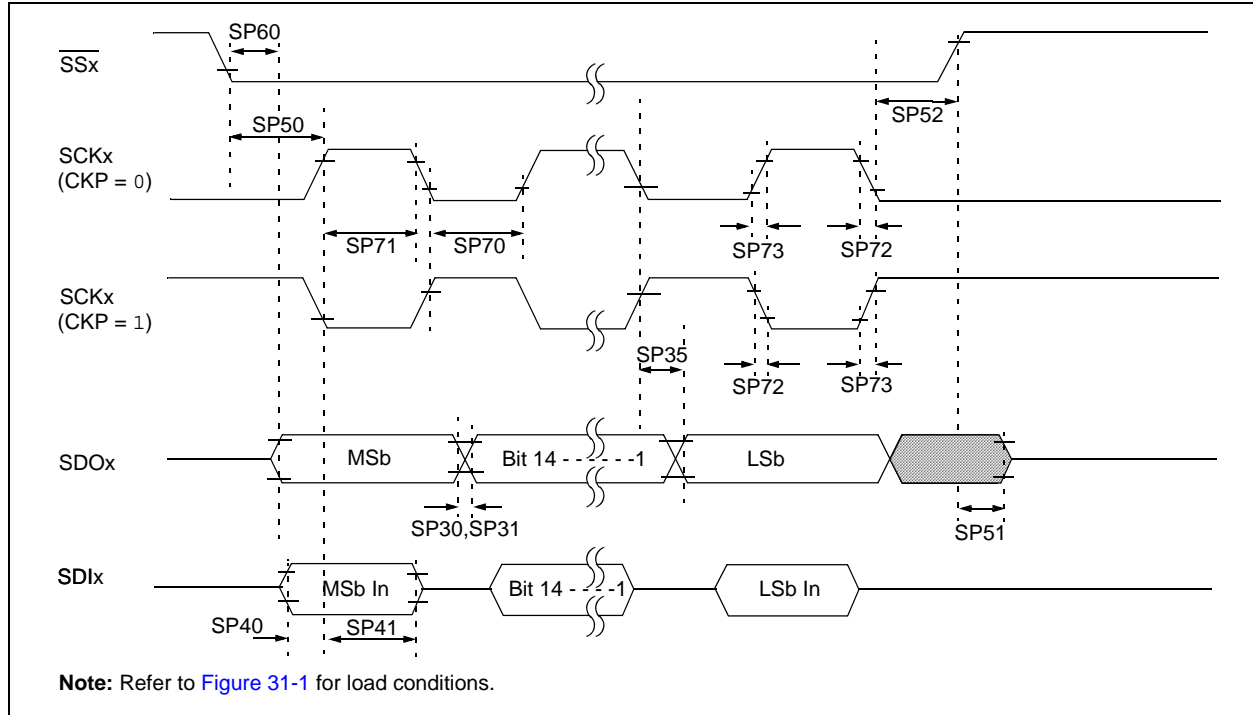 SP60
SSx
SP50
SP52
SCKx
(CKP = 0)
SP71
SP70
SP73
SP72
SCKx
(CKP = 1)
SP35
SP72
SP73
SDOx
MSb
Bit 14 - - - - - -1
LSb
SP30,SP31
SP51
SDIx
MSb In
Bit 14 - - - -1
LSb In
SP40
SP41
Note: Refer to Figure 31-1 for load conditions.